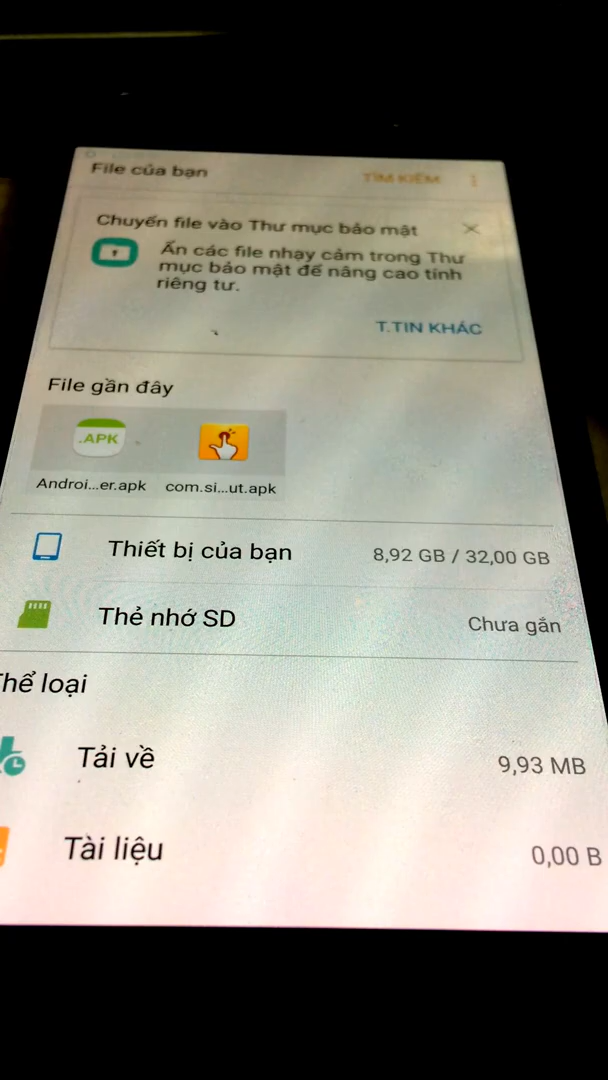 File của bạn
TÌM KIẾM
Chuyển file vào Thư mục bảo mật
Ẩn các file nhạy cảm trong Thư
mục bảo mật để nâng cao tính
riêng tư.
T.TIN KHÁC
File gần đây
.APK
Androi...er.apk
com.si...ut.apk
Thiết bị của bạn
8,92 GB / 32,00 GB
Thẻ nhớ SD
Chưa gắn
Thể loại
Tải về
9,93 MB
Tài liệu
0,00 B